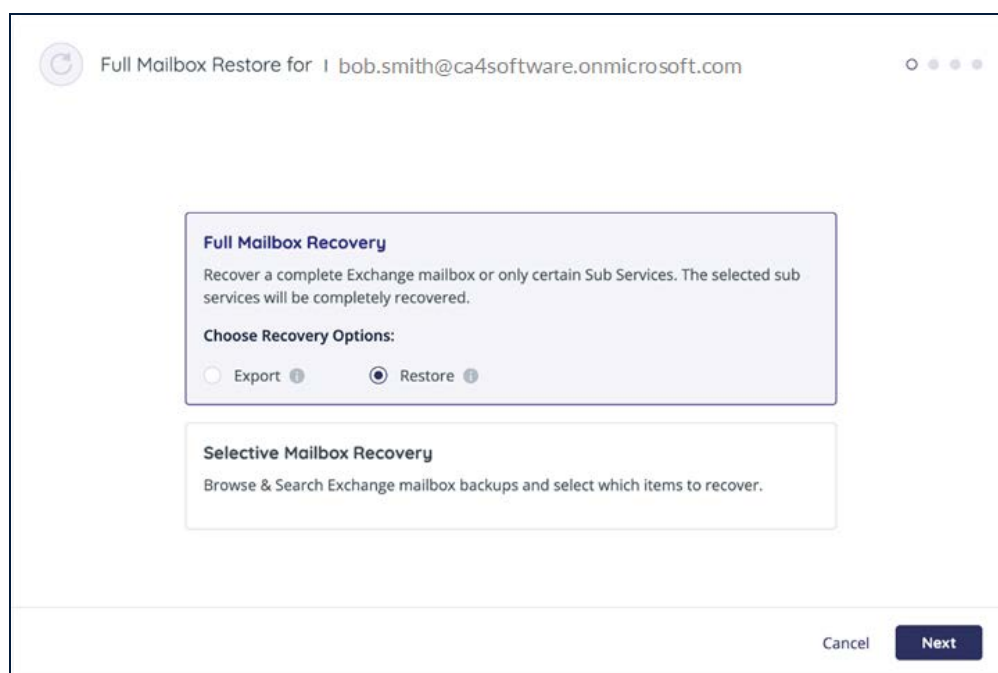 Full Mailbox Restore for | bob.smith@ca4software.onmicrosoft.com
Full Mailbox Recovery
Recover a complete Exchange mailbox or only certain Sub Services. The selected sub
services will be completely recovered.
Choose Recovery Options:
Export Restore
Selective Mailbox Recovery
Browse & Search Exchange mailbox backups and select which items to recover.
Cancel Next